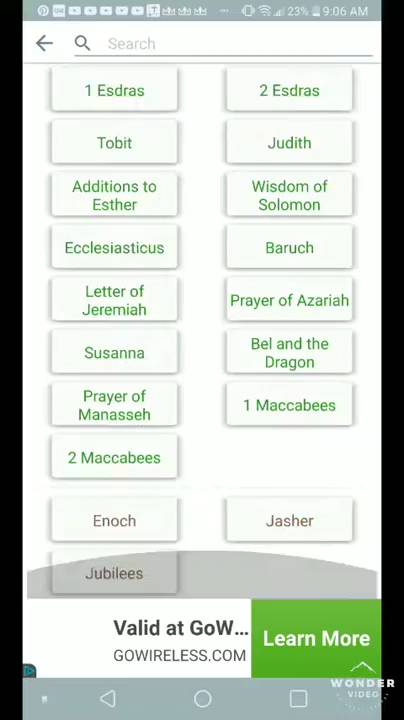 23% 9:06 AM
Search
1 Esdras
2 Esdras
Tobit
Judith
Additions to
Esther
Wisdom of
Solomon
Ecclesiasticus
Baruch
Letter of
Jeremiah
Prayer of Azariah
Susanna
Bel and the
Dragon
Prayer of
Manasseh
1 Maccabees
2 Maccabees
Enoch
Jasher
Jubilees
Valid at GoW...
GOWIRELESS.COM
Learn More
WONDER
VIDEO